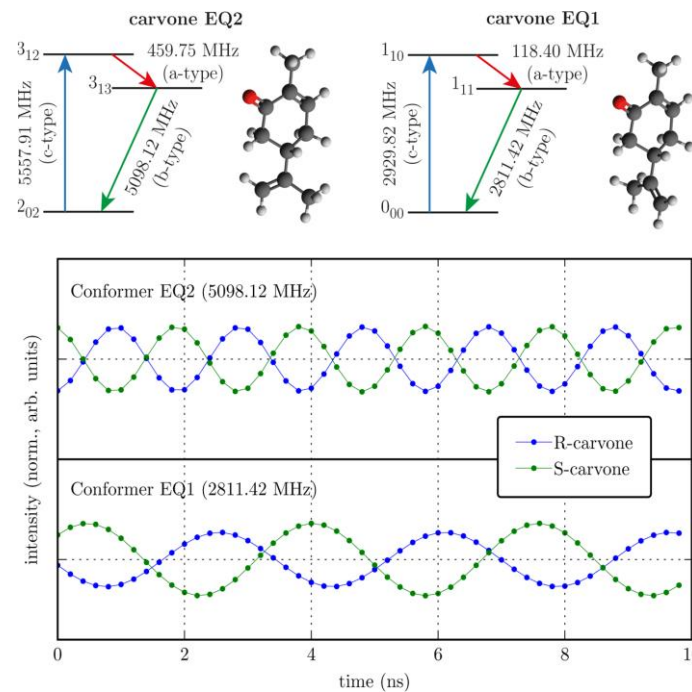 carvone EQ2
3₁₂
459.75 MHz
(a-type)
3₁₃
5557.91 MHz
(c-type)
5098.12 MHz
(b-type)
2₀₂
carvone EQ1
1₁₀
118.40 MHz
(a-type)
1₁₁
2929.82 MHz
(c-type)
2811.42 MHz
(b-type)
0₀₀
Conformer EQ2 (5098.12 MHz)
R-carvone
S-carvone
Conformer EQ1 (2811.42 MHz)
intensity (norm., arb. units)
0 2 4 6 8 1
time (ns)